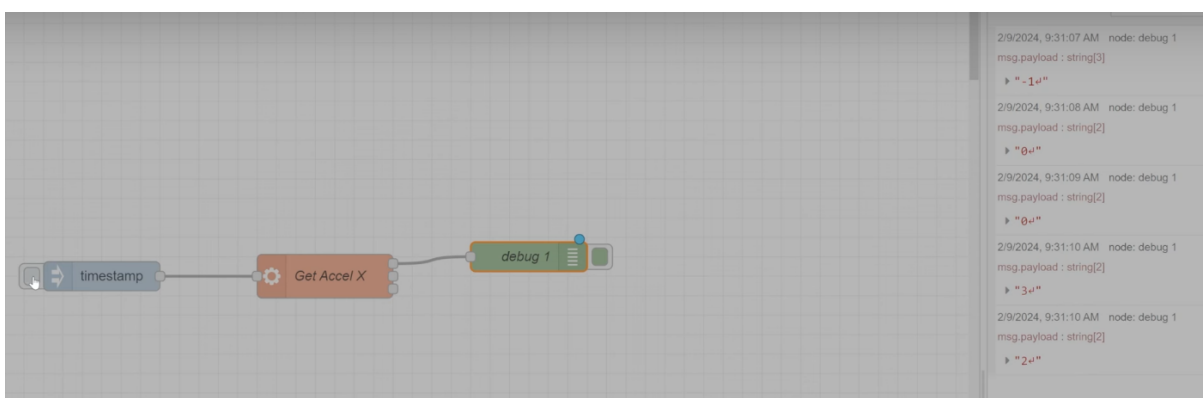 timestamp
Get Accel X
debug 1
2/9/2024, 9:31:07 AM node: debug 1
msg.payload : string[3]
"-1↵"
2/9/2024, 9:31:08 AM node: debug 1
msg.payload : string[2]
"0↵"
2/9/2024, 9:31:09 AM node: debug 1
msg.payload : string[2]
"0↵"
2/9/2024, 9:31:10 AM node: debug 1
msg.payload : string[2]
"3↵"
2/9/2024, 9:31:10 AM node: debug 1
msg.payload : string[2]
"2↵"